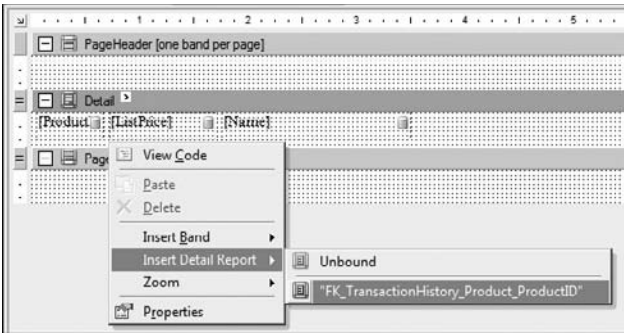 1 2 3 4 5
PageHeader [one band per page]
Detail
[Product [ListPrice] [Name]
Page
View Code
Paste
Delete
Insert Band
Insert Detail Report
Zoom
Properties
Unbound
"FK_TransactionHistory_Product_ProductID"